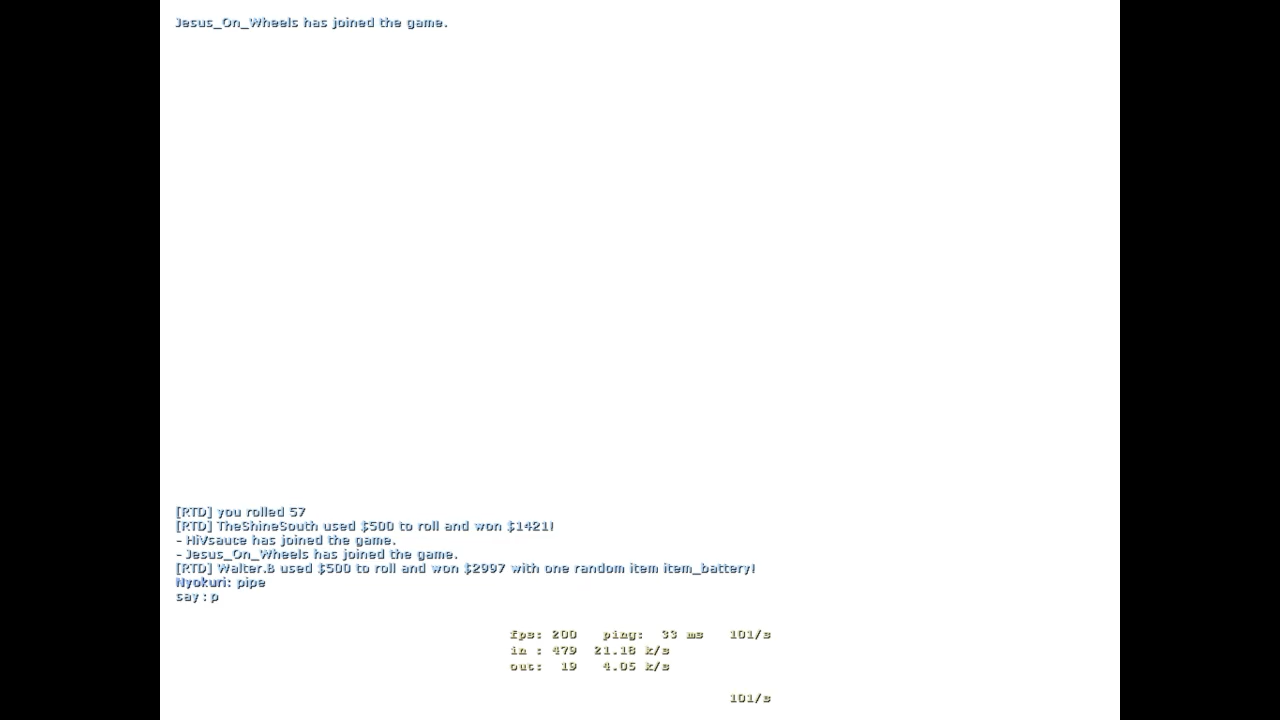 Jesus_On_Wheels has joined the game.
[RTD] you rolled 57
[RTD] TheShineSouth used $500 to roll and won $1421!
- HiVsauce has joined the game.
- Jesus_On_Wheels has joined the game.
[RTD] Walter.B used $500 to roll and won $2997 with one random item item_battery!
Nyokuri: pipe
say : p
fps: 200 ping: 33 ms 101/s
in : 479 21.18 k/s
out: 19 4.05 k/s
101/s